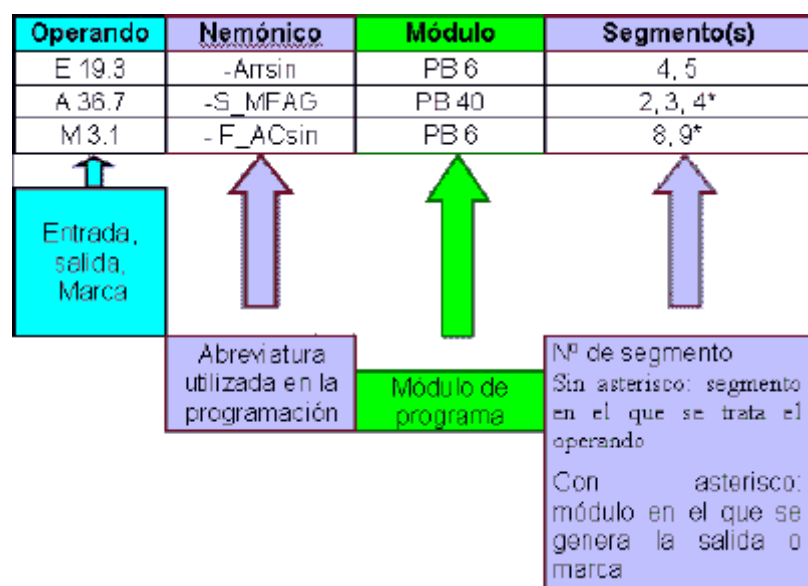 Operando Nemónico Módulo Segmento(s)
E 19.3 -Arrsin PB 6 4, 5
A 36.7 -S_MFAG PB 40 2, 3, 4*
M 3.1 - F_ACsin PB 6 8, 9*
Entrada,
salida,
Marca
Abreviatura
utilizada en la
programación
Módulo de
programa
Nº de segmento
Sin asterisco: segmento
en el que se trata el
operando
Con asterisco:
módulo en el que se
genera la salida o
marca